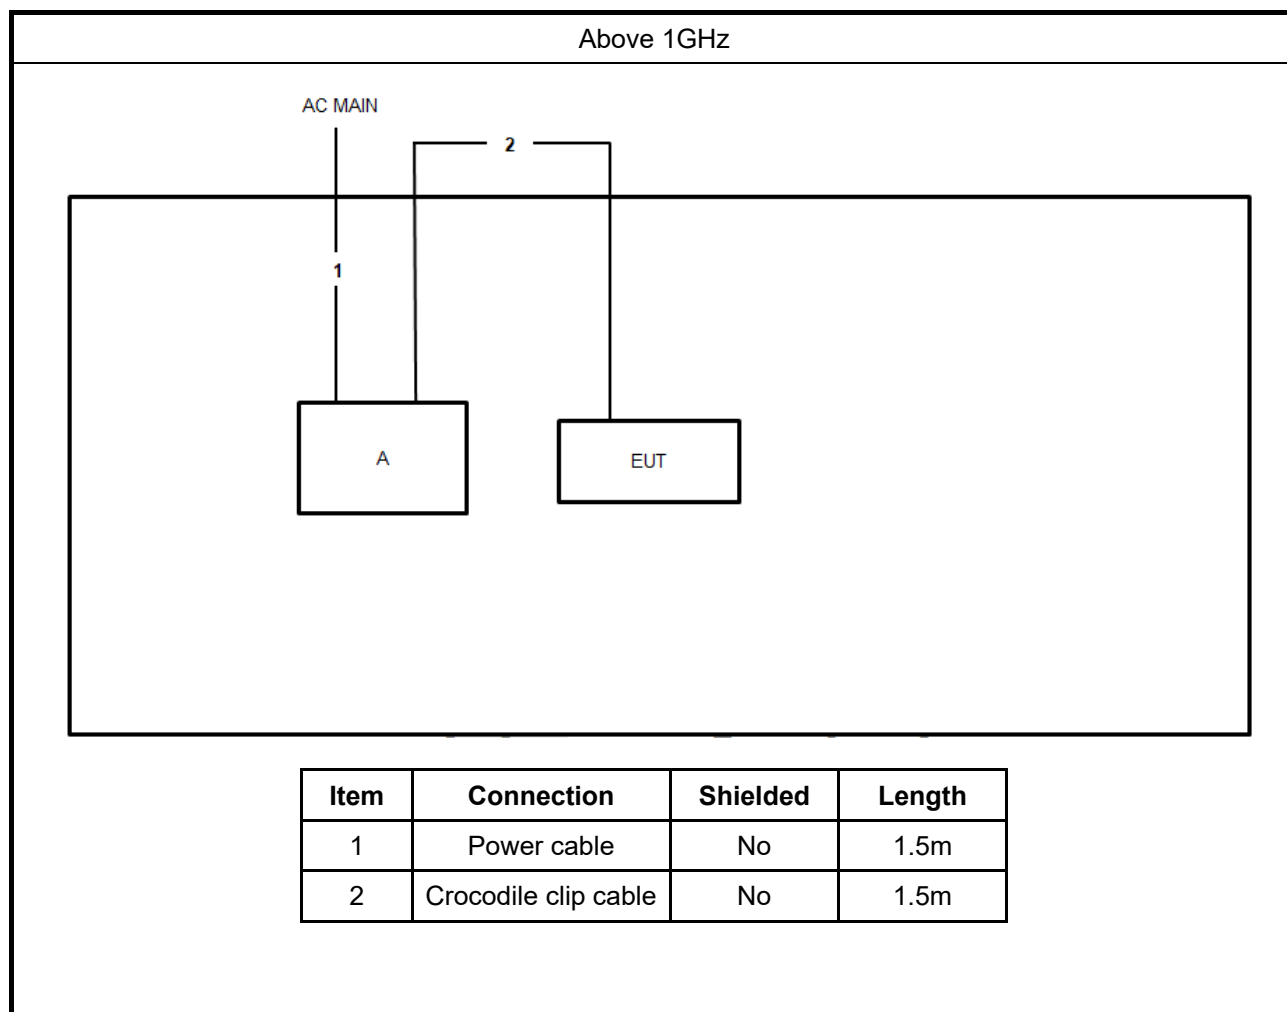 Above 1GHz
AC MAIN
2
1
A
EUT
Item Connection Shielded Length
1 Power cable No 1.5m
2 Crocodile clip cable No 1.5m